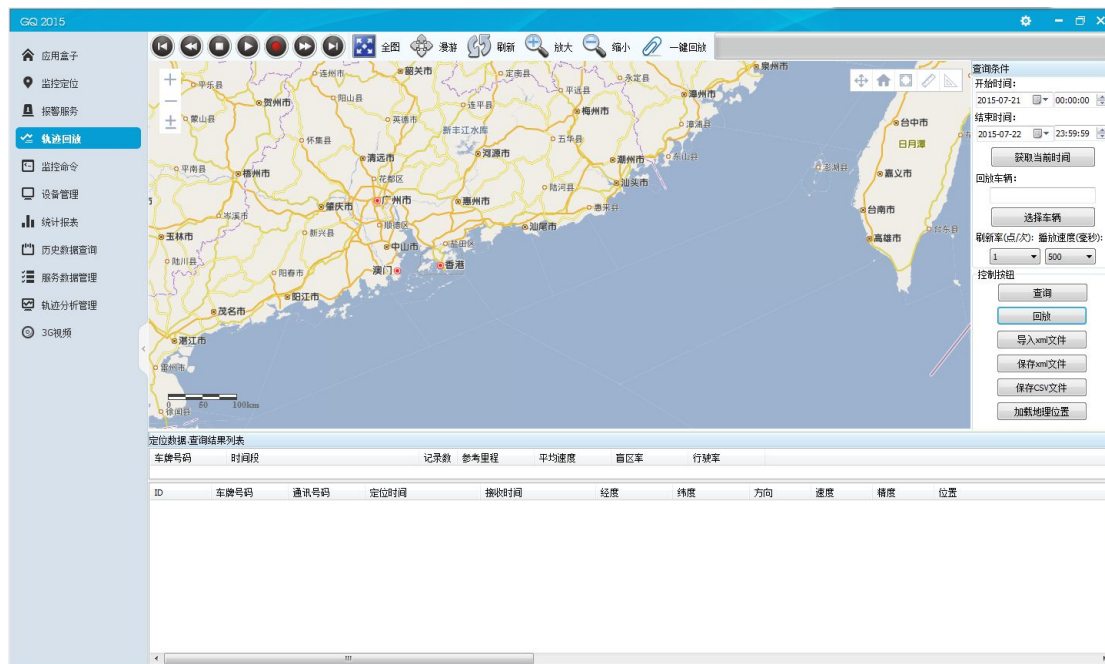 GQ 2015
应用盒子
监控定位
报警服务
轨迹回放
监控命令
设备管理
统计报表
历史数据查询
服务数据管理
轨迹分析管理
3G视频
全图 漫游 刷新 放大 缩小 一键回放
连州市 韶关市 定南县 永定县 泉州市
平乐县 阳山县 连平县 平远县 漳州市
贺州市 梅州市
蒙山县 英德市 漳浦县 台中市
怀集县 新丰江水库 五华县 日月潭
清远市 河源市 潮州市 东山县
平南县 梧州市 花都区 澎湖县 嘉义市
广州市 惠州市 陆河县 汕头市
岑溪市 肇庆市 惠来县 台南市
玉林市 新兴县 顺德区 汕尾市 台东县
中山市 盐田区 高雄市
陆川县 阳春市 澳门 香港
阳江市
茂名市
湛江市
雷州市
徐闻县
0 50 100km
查询条件
开始时间:
2015-07-21 00:00:00
结束时间:
2015-07-22 23:59:59
获取当前时间
回放车辆:
选择车辆
刷新率(点/次): 播放速度(毫秒):
1 500
控制按钮
查询
回放
导入xml文件
保存xml文件
保存CSV文件
加载地理位置
定位数据.查询结果列表
车牌号码 时间段 记录数 参考里程 平均速度 盲区率 行驶率
ID 车牌号码 通讯号码 定位时间 接收时间 经度 纬度 方向 速度 精度 位置